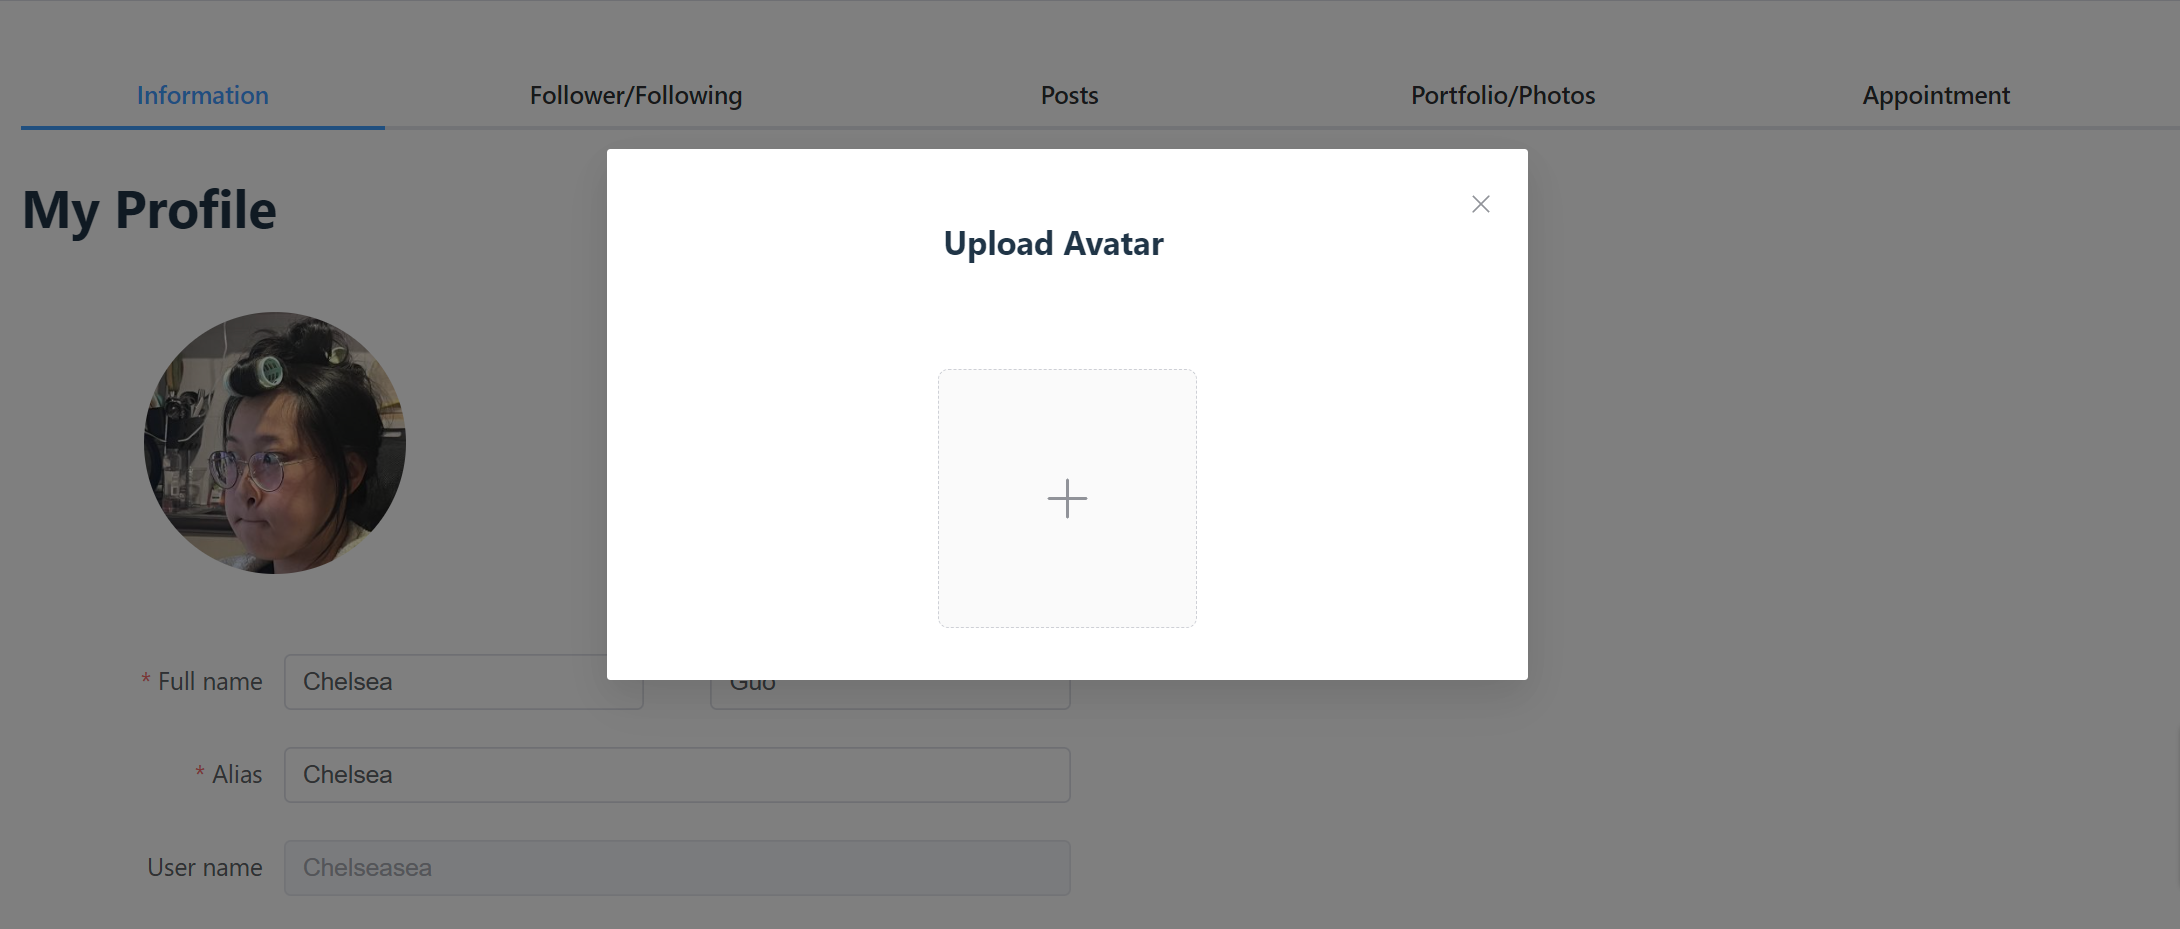 Information Follower/Following Posts Portfolio/Photos Appointment
My Profile
Upload Avatar
* Full name Chelsea Guo
* Alias Chelsea
User name Chelseasea